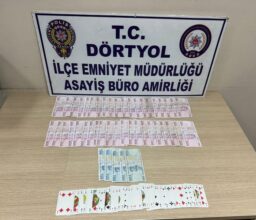 T.C.
DÖRTYOL
İLÇE EMNİYET MÜDÜRLÜĞÜ
ASAYİŞ BÜRO AMİRLİĞİ